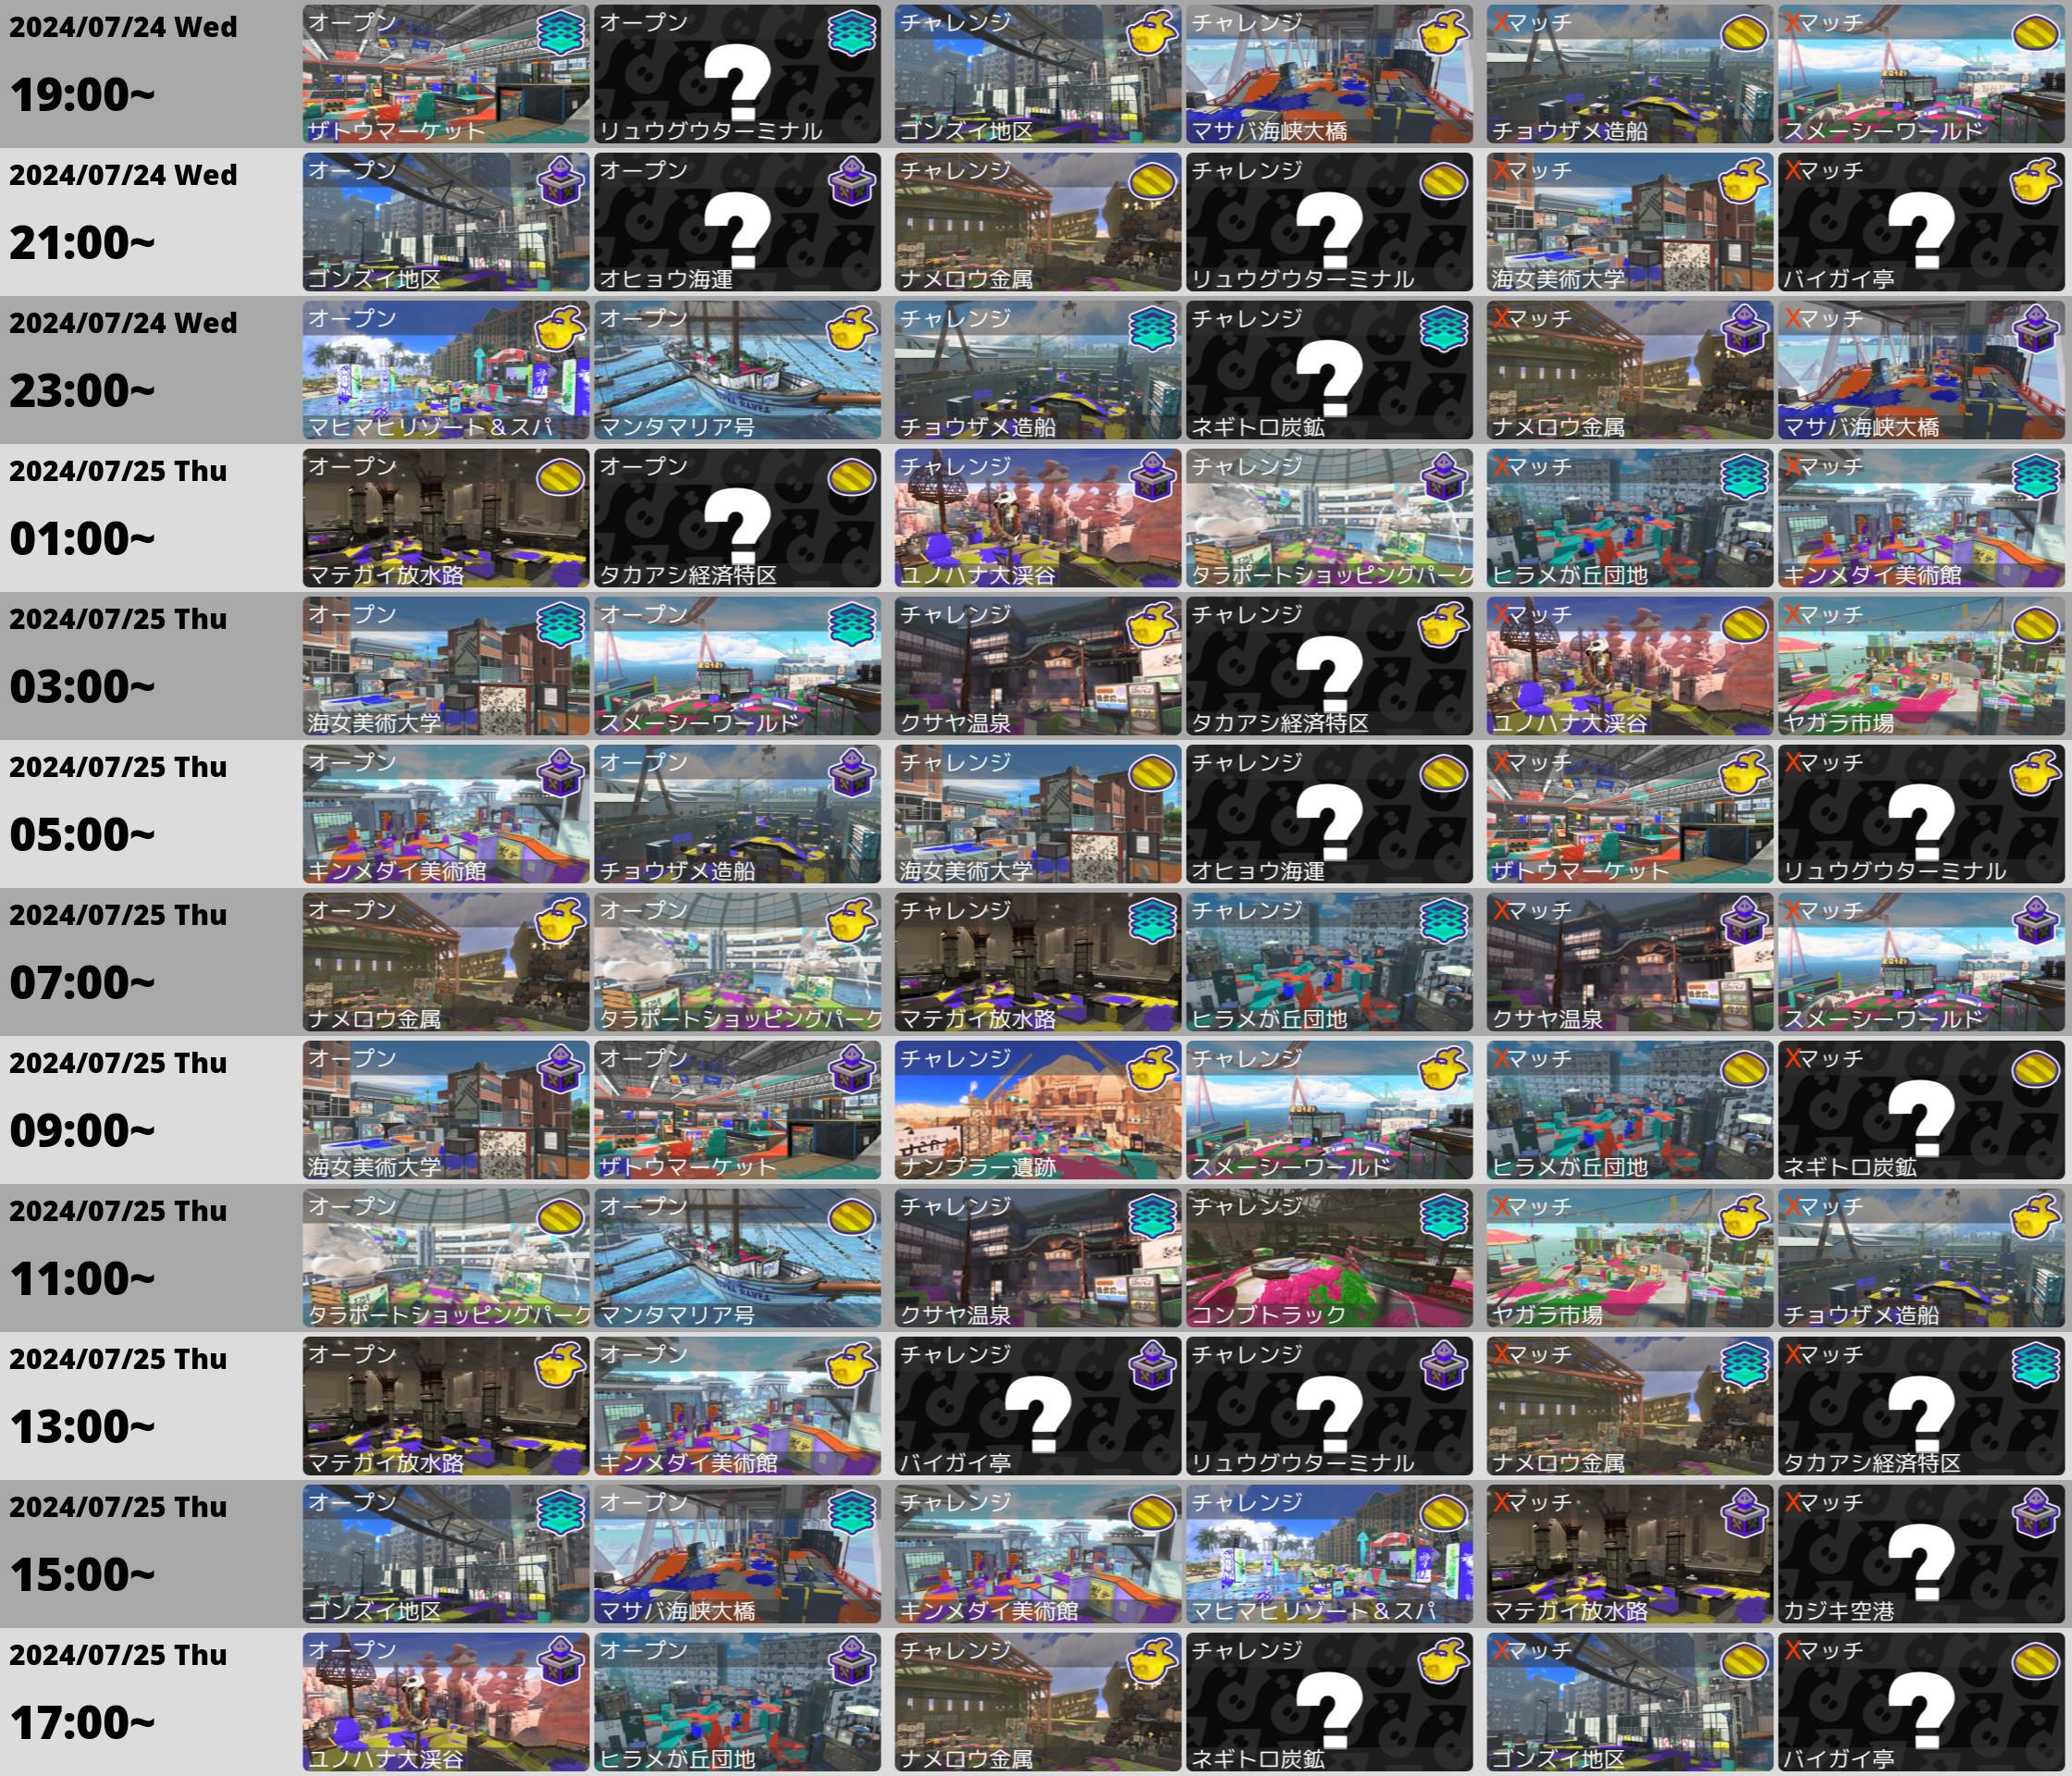 2024/07/24 Wed
19:00~
オープン オープン チャレンジ チャレンジ Xマッチ Xマッチ
ザトウマーケット リュウグウターミナル ゴンズイ地区 マサバ海峡大橋 チョウザメ造船 スメーシーワールド
2024/07/24 Wed
21:00~
オープン オープン チャレンジ チャレンジ Xマッチ Xマッチ
ゴンズイ地区 オヒョウ海運 ナメロウ金属 リュウグウターミナル 海女美術大学 バイガイ亭
2024/07/24 Wed
23:00~
オープン オープン チャレンジ チャレンジ Xマッチ Xマッチ
マヒマヒリゾート&スパ マンタマリア号 チョウザメ造船 ネギトロ炭鉱 ナメロウ金属 マサバ海峡大橋
2024/07/25 Thu
01:00~
オープン オープン チャレンジ チャレンジ Xマッチ Xマッチ
マテガイ放水路 タカアシ経済特区 ユノハナ大渓谷 タラポートショッピングパーク ヒラメが丘団地 キンメダイ美術館
2024/07/25 Thu
03:00~
オープン オープン チャレンジ チャレンジ Xマッチ Xマッチ
海女美術大学 スメーシーワールド クサヤ温泉 タカアシ経済特区 ユノハナ大渓谷 ヤガラ市場
2024/07/25 Thu
05:00~
オープン オープン チャレンジ チャレンジ Xマッチ Xマッチ
キンメダイ美術館 チョウザメ造船 海女美術大学 オヒョウ海運 ザトウマーケット リュウグウターミナル
2024/07/25 Thu
07:00~
オープン オープン チャレンジ チャレンジ Xマッチ Xマッチ
ナメロウ金属 タラポートショッピングパーク マテガイ放水路 ヒラメが丘団地 クサヤ温泉 スメーシーワールド
2024/07/25 Thu
09:00~
オープン オープン チャレンジ チャレンジ Xマッチ Xマッチ
海女美術大学 ザトウマーケット ナンプラー遺跡 スメーシーワールド ヒラメが丘団地 ネギトロ炭鉱
2024/07/25 Thu
11:00~
オープン オープン チャレンジ チャレンジ Xマッチ Xマッチ
タラポートショッピングパーク マンタマリア号 クサヤ温泉 コンブトラック ヤガラ市場 チョウザメ造船
2024/07/25 Thu
13:00~
オープン オープン チャレンジ チャレンジ Xマッチ Xマッチ
マテガイ放水路 キンメダイ美術館 バイガイ亭 リュウグウターミナル ナメロウ金属 タカアシ経済特区
2024/07/25 Thu
15:00~
オープン オープン チャレンジ チャレンジ Xマッチ Xマッチ
ゴンズイ地区 マサバ海峡大橋 キンメダイ美術館 マヒマヒリゾート&スパ マテガイ放水路 カジキ空港
2024/07/25 Thu
17:00~
オープン オープン チャレンジ チャレンジ Xマッチ Xマッチ
ユノハナ大渓谷 ヒラメが丘団地 ナメロウ金属 ネギトロ炭鉱 ゴンズイ地区 バイガイ亭